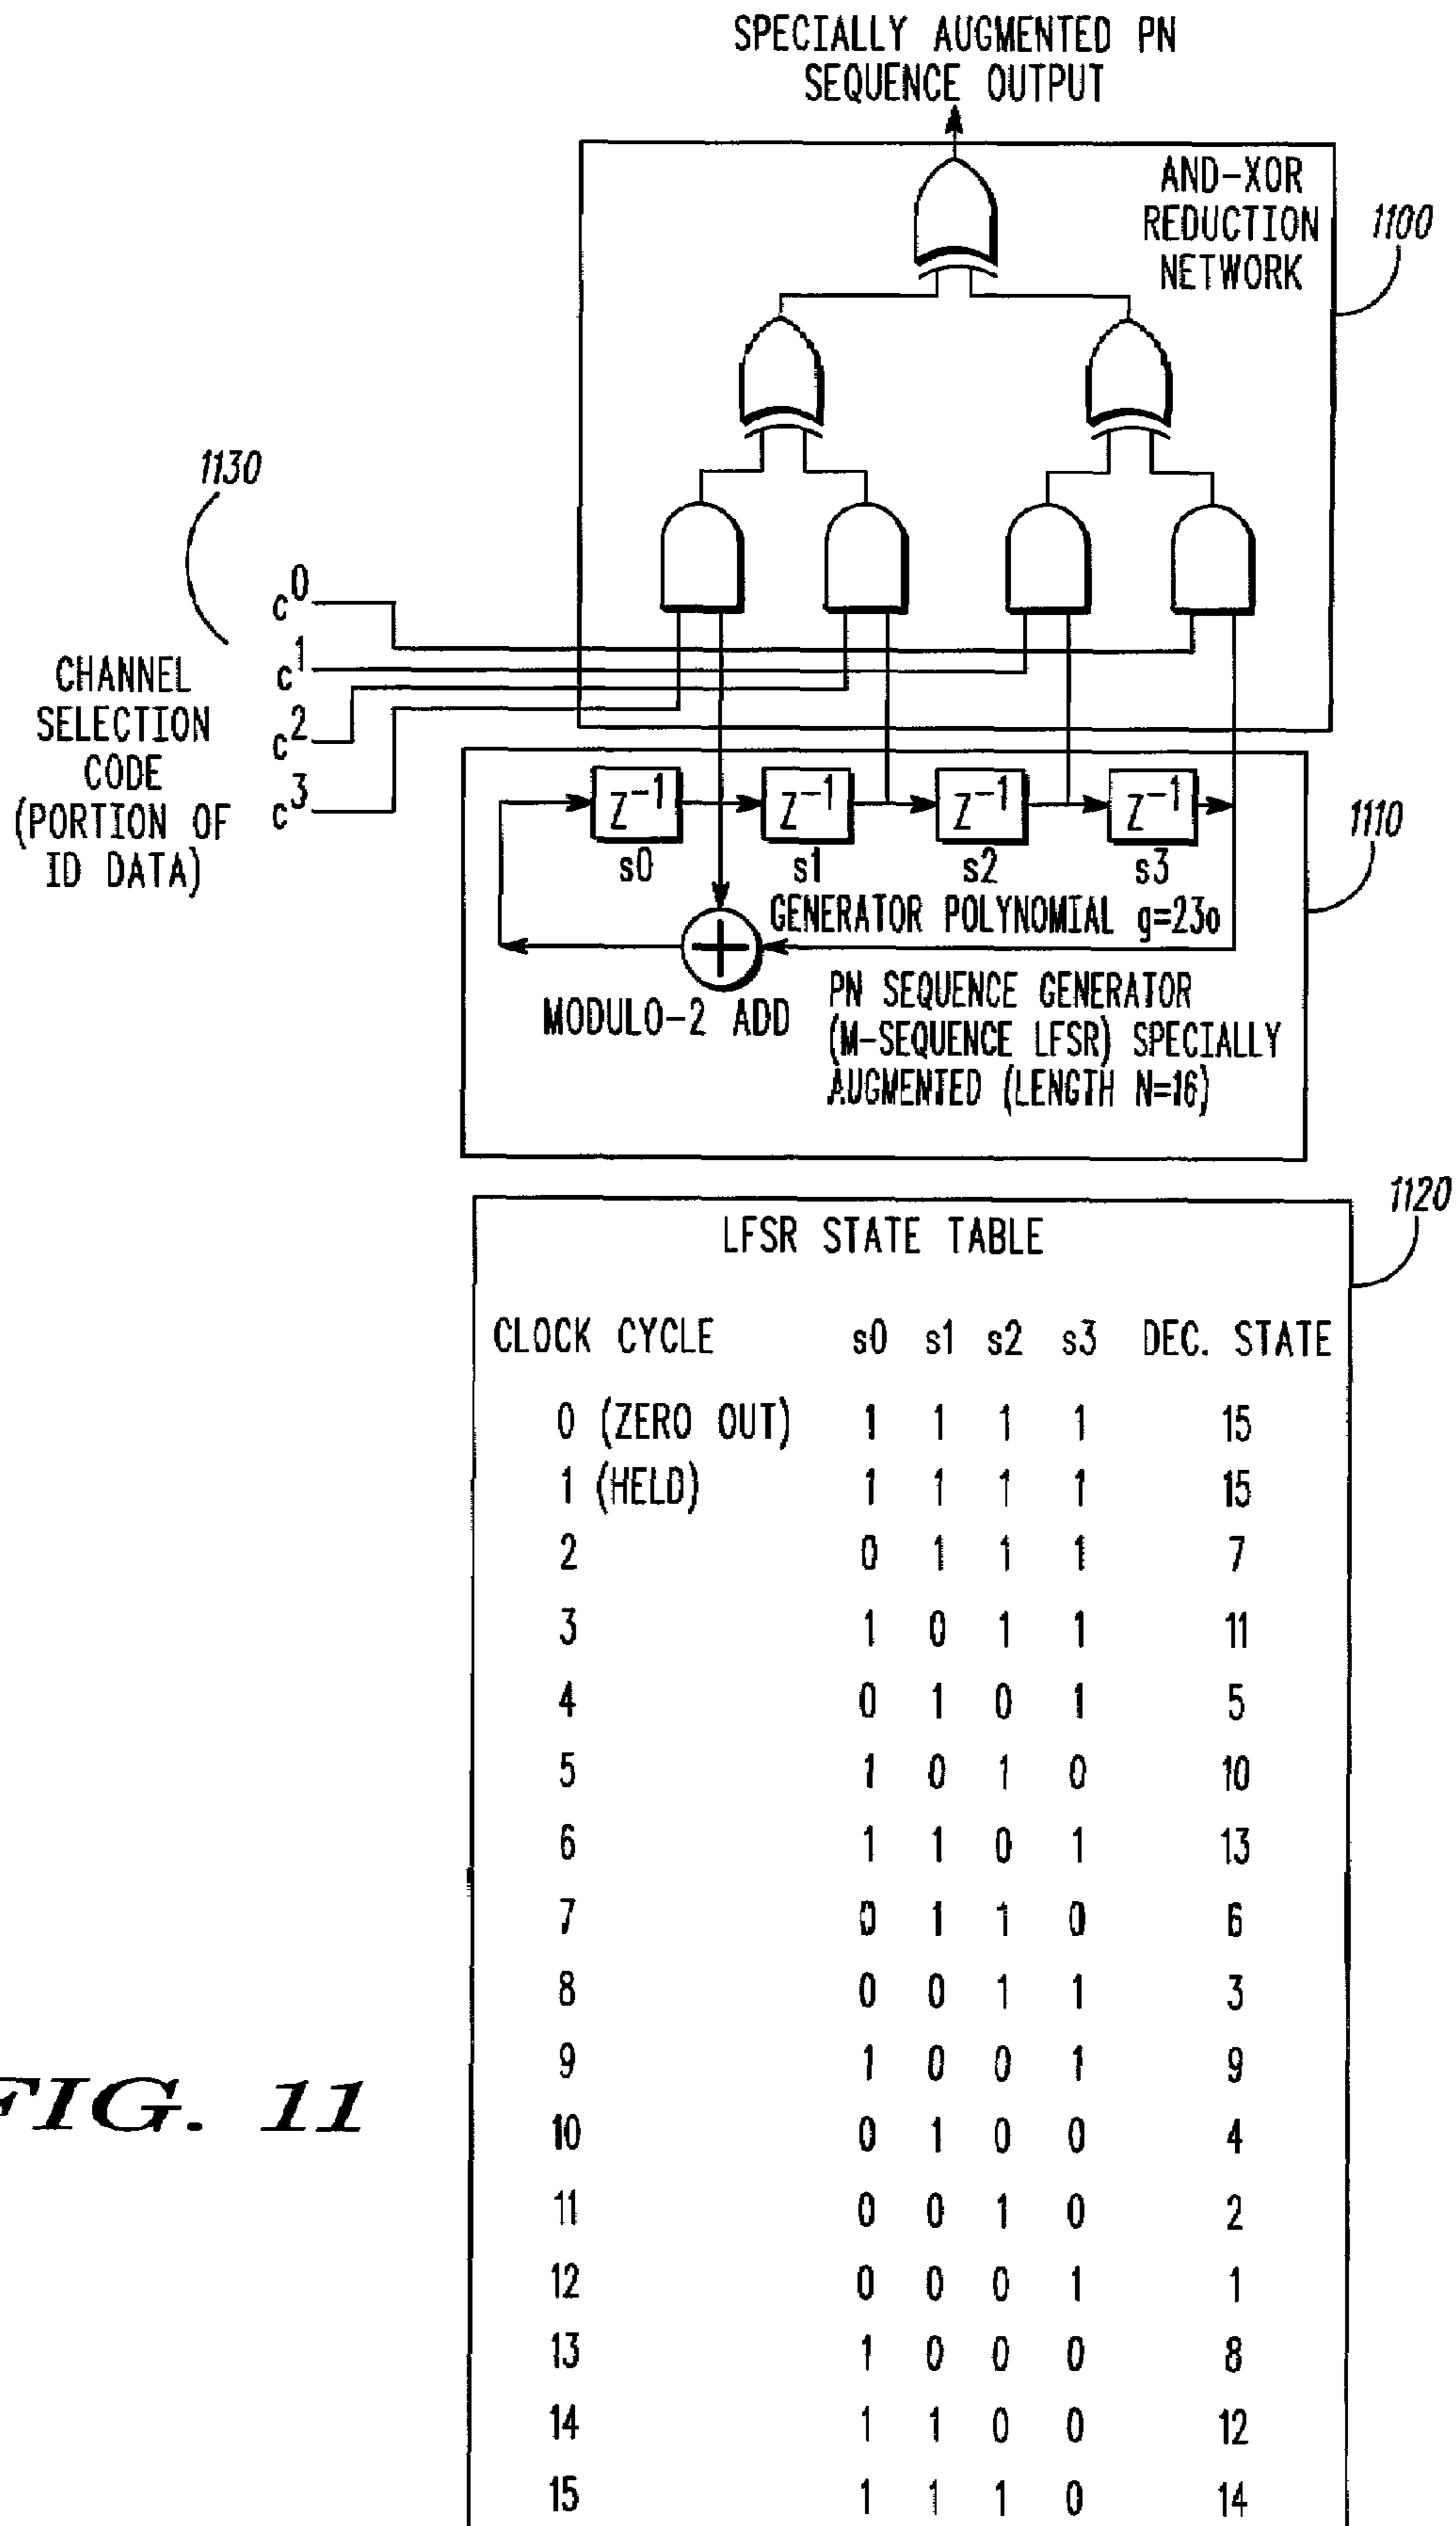 SPECIALLY AUGMENTED PN
SEQUENCE OUTPUT
AND-XOR
REDUCTION
NETWORK
1100
1130
c0
c1
c2
c3
CHANNEL
SELECTION
CODE
(PORTION OF
ID DATA)
Z-1 Z-1 Z-1 Z-1
s0 s1 s2 s3
1110
GENERATOR POLYNOMIAL g=23o
MODULO-2 ADD
PN SEQUENCE GENERATOR
(M-SEQUENCE LFSR) SPECIALLY
AUGMENTED (LENGTH N=16)
1120
LFSR STATE TABLE
CLOCK CYCLE s0 s1 s2 s3 DEC. STATE
0 (ZERO OUT) 1 1 1 1 15
1 (HELD) 1 1 1 1 15
2 0 1 1 1 7
3 1 0 1 1 11
4 0 1 0 1 5
5 1 0 1 0 10
6 1 1 0 1 13
7 0 1 1 0 6
8 0 0 1 1 3
9 1 0 0 1 9
10 0 1 0 0 4
11 0 0 1 0 2
12 0 0 0 1 1
13 1 0 0 0 8
14 1 1 0 0 12
15 1 1 1 0 14
FIG. 11